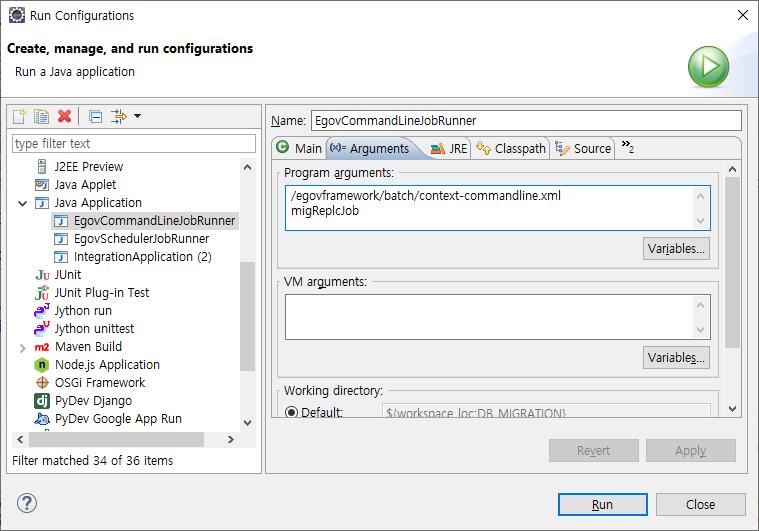 Run Configurations
Create, manage, and run configurations
Run a Java application
type filter text
J2EE Preview
Java Applet
Java Application
EgovCommandLineJobRunner
EgovSchedulerJobRunner
IntegrationApplication (2)
JUnit
JUnit Plug-in Test
Jython run
Jython unittest
Maven Build
Node.js Application
OSGi Framework
PyDev Django
PyDev Google App Run
Filter matched 34 of 36 items
Name: EgovCommandLineJobRunner
Main Arguments JRE Classpath Source »2
Program arguments:
/egovframework/batch/context-commandline.xml
migReplcJob
Variables...
VM arguments:
Variables...
Working directory:
Default: ${workspace_loc:DB_MIGRATION}
Revert Apply
Run Close